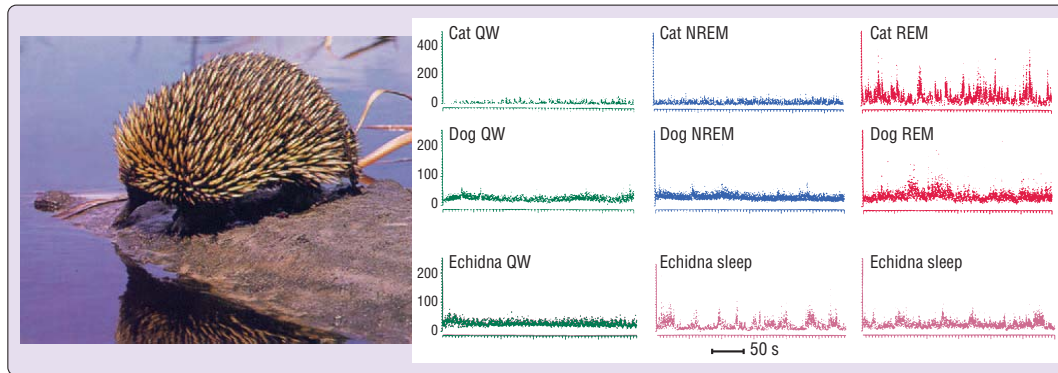 Cat QW Cat NREM Cat REM
400
200
0
Dog QW Dog NREM Dog REM
200
100
0
Echidna QW Echidna sleep Echidna sleep
200
100
0
50 s